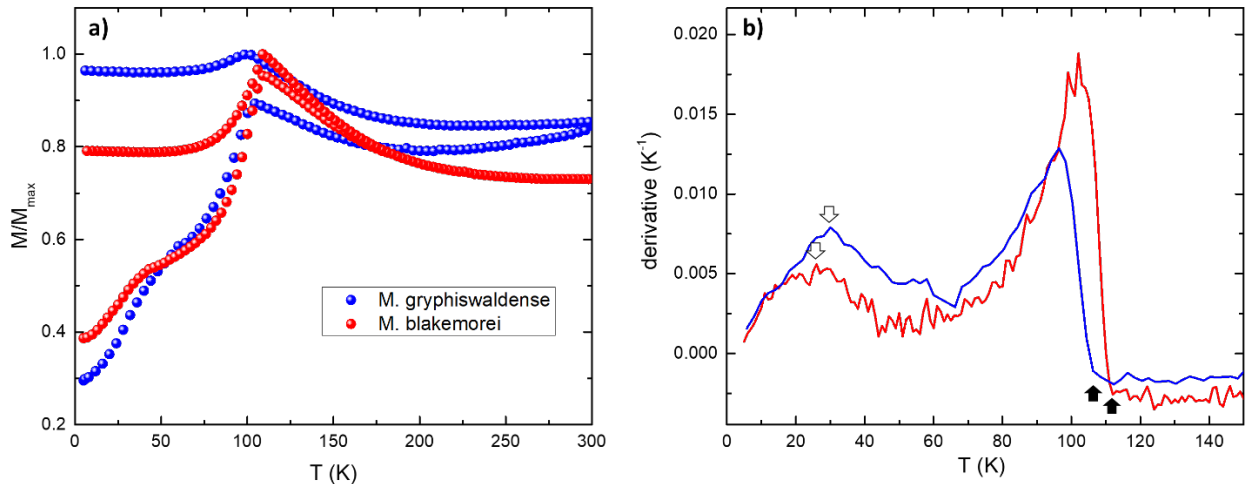 a)
1.0
0.8
0.6
0.4
0.2
M/Mmax
M. gryphiswaldense
M. blakemorei
0 50 100 150 200 250 300
T (K)
b)
0.020
0.015
0.010
0.005
0.000
derivative (K⁻¹)
0 20 40 60 80 100 120 140
T (K)